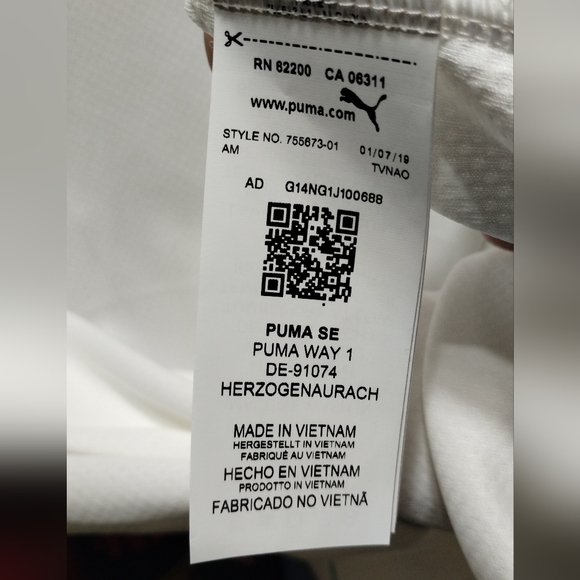 RN 62200 CA 06311
www.puma.com
STYLE NO. 755673-01 01/07/19
AM TVNAO
AD G14NG1J100688
PUMA SE
PUMA WAY 1
DE-91074
HERZOGENAURACH
MADE IN VIETNAM
HERGESTELLT IN VIETNAM
FABRIQUÉ AU VIETNAM
HECHO EN VIETNAM
PRODOTTO IN VIETNAM
FABRICADO NO VIETNÃ